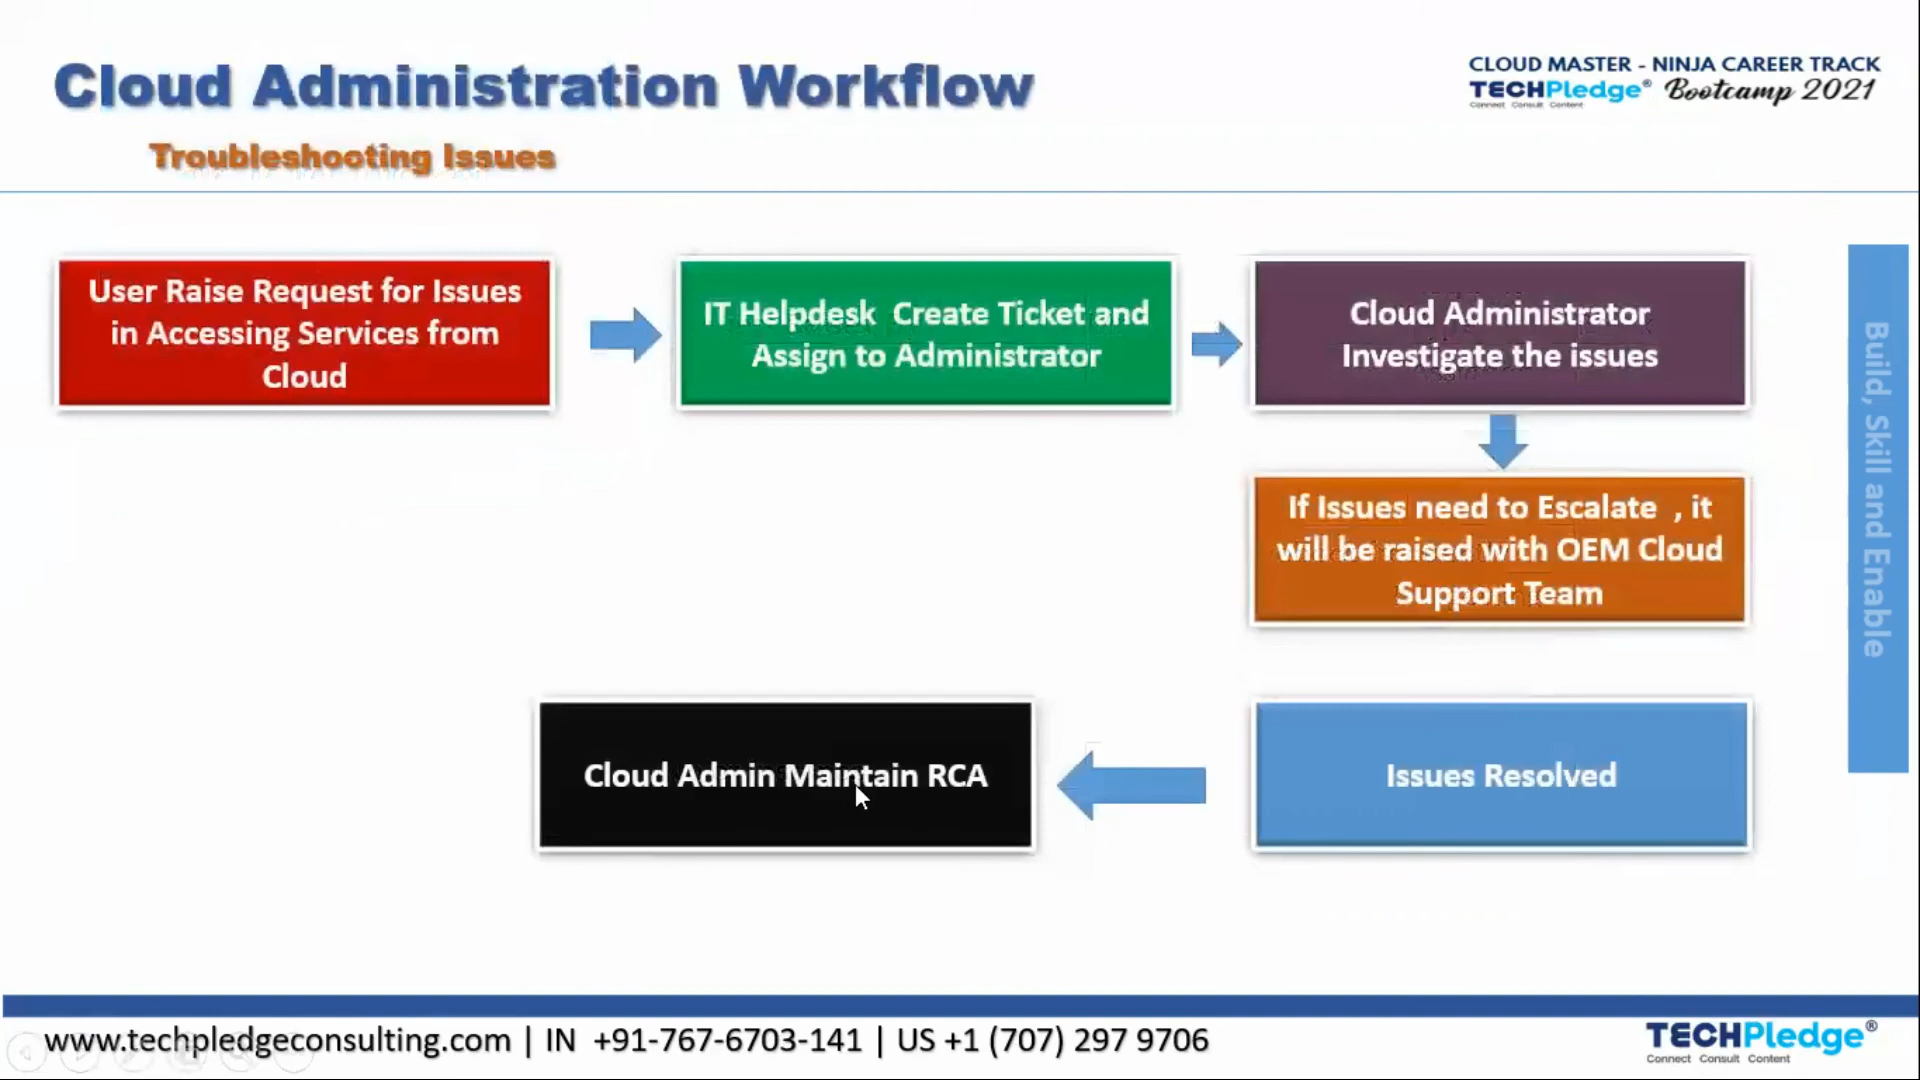 Cloud Administration Workflow
Troubleshooting Issues
CLOUD MASTER - NINJA CAREER TRACK
TECHPledge® Bootcamp 2021
Connect Consult Content
User Raise Request for Issues
in Accessing Services from
Cloud
IT Helpdesk Create Ticket and
Assign to Administrator
Cloud Administrator
Investigate the issues
If Issues need to Escalate , it
will be raised with OEM Cloud
Support Team
Issues Resolved
Cloud Admin Maintain RCA
Build, Skill and Enable
www.techpledgeconsulting.com | IN +91-767-6703-141 | US +1 (707) 297 9706
TECHPledge®
Connect Consult Content